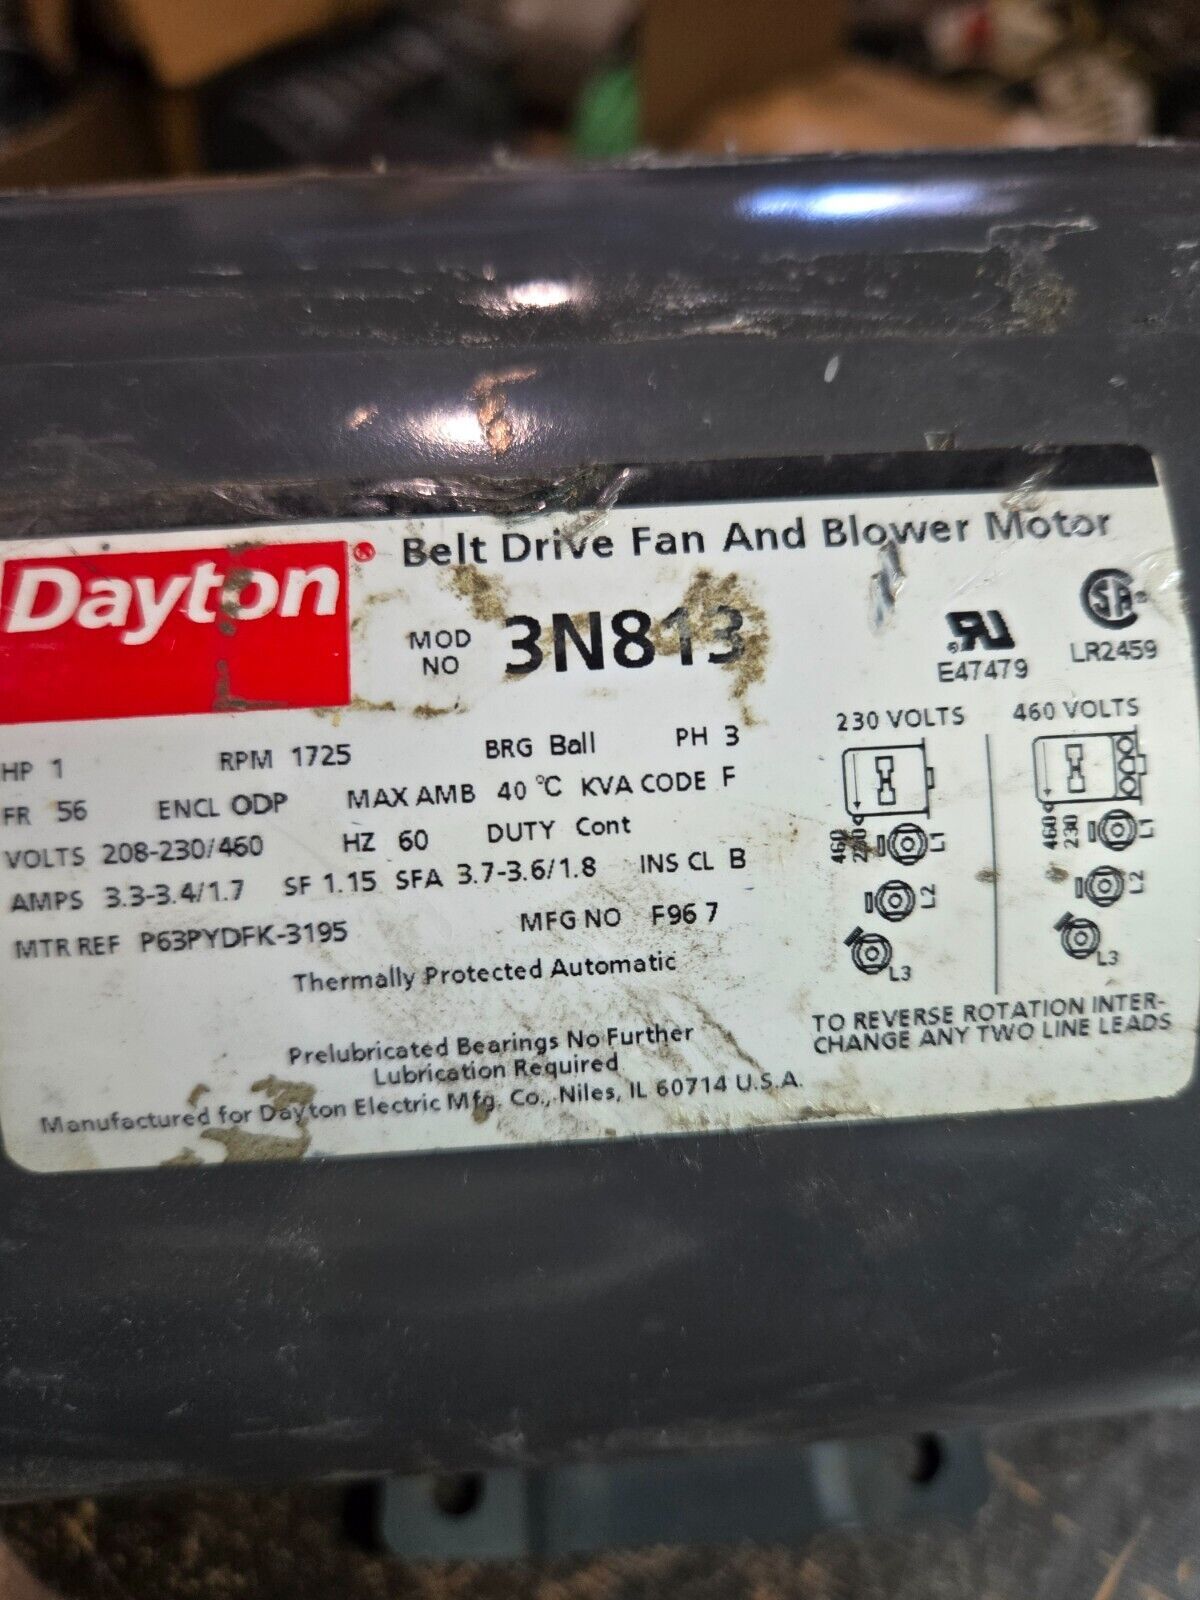 Dayton®
Belt Drive Fan And Blower Motor
MOD NO 3N813
E47479
LR2459
HP 1 RPM 1725 BRG Ball PH 3
FR 56 ENCL ODP MAX AMB 40 °C KVA CODE F
VOLTS 208-230/460 HZ 60 DUTY Cont
AMPS 3.3-3.4/1.7 SF 1.15 SFA 3.7-3.6/1.8 INS CL B
MTR REF P63PYDFK-3195 MFG NO F96 7
Thermally Protected Automatic
Prelubricated Bearings No Further
Lubrication Required
Manufactured for Dayton Electric Mfg. Co., Niles, IL 60714 U.S.A.
230 VOLTS
460
230
L1
L2
L3
460 VOLTS
460
230
L1
L2
L3
TO REVERSE ROTATION INTER-
CHANGE ANY TWO LINE LEADS